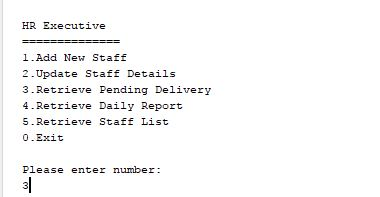 HR Executive
==============
1.Add New Staff
2.Update Staff Details
3.Retrieve Pending Delivery
4.Retrieve Daily Report
5.Retrieve Staff List
0.Exit
Please enter number:
3